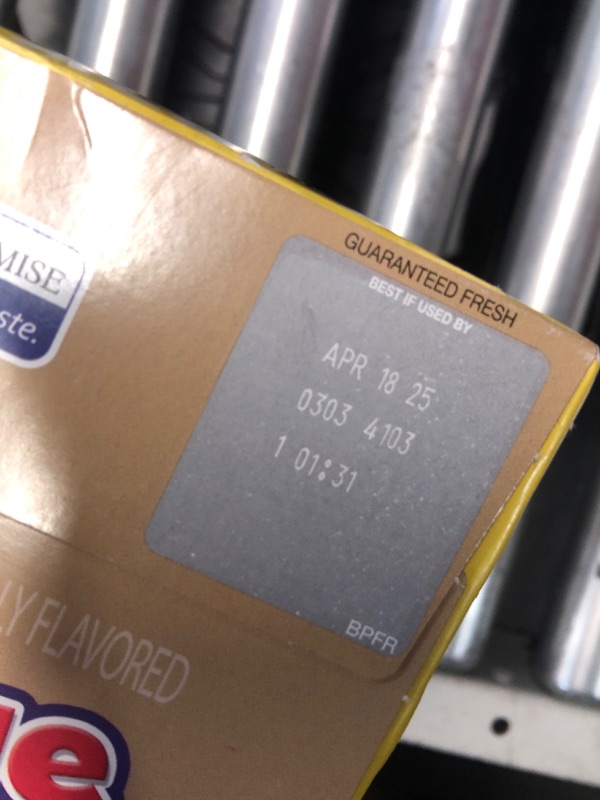 MISE
ste.
GUARANTEED FRESH
BEST IF USED BY
APR 18 25
0303 4103
1 01:31
BPFR
LY FLAVORED
e